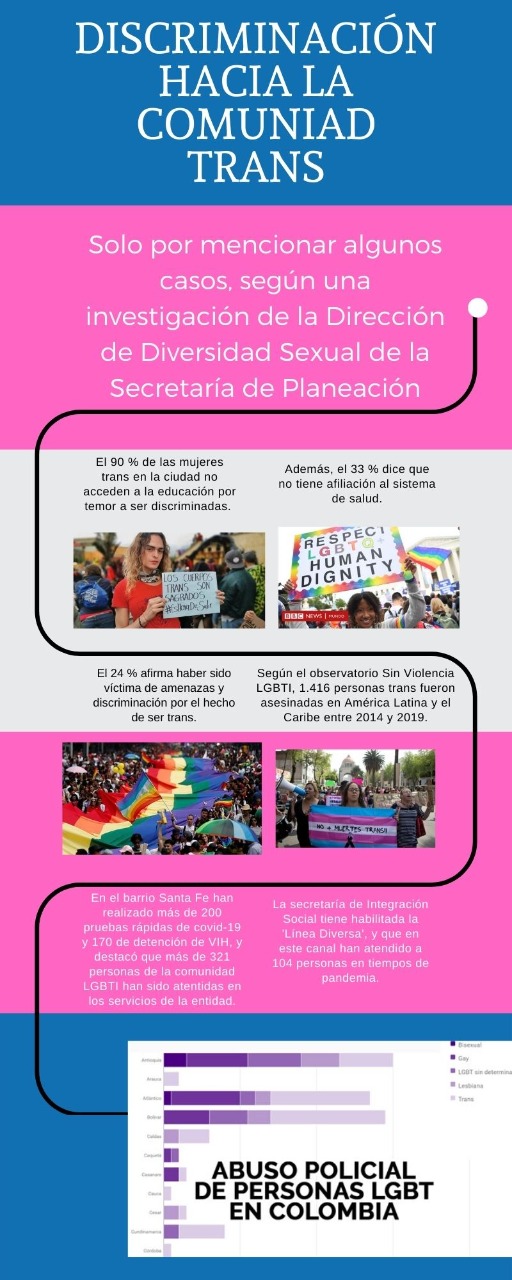 DISCRIMINACIÓN
HACIA LA
COMUNIAD
TRANS
Solo por mencionar algunos
casos, según una
investigación de la Dirección
de Diversidad Sexual de la
Secretaría de Planeación
El 90 % de las mujeres
trans en la ciudad no
acceden a la educación por
temor a ser discriminadas.
Además, el 33 % dice que
no tiene afiliación al sistema
de salud.
LOS CUERPOS
TRANS SON
SAGRADOS
RESPECT
LGBTQ+
HUMAN
DIGNITY
BBC NEWS MUNDO
El 24 % afirma haber sido
víctima de amenazas y
discriminación por el hecho
de ser trans.
Según el observatorio Sin Violencia
LGBTI, 1.416 personas trans fueron
asesinadas en América Latina y el
Caribe entre 2014 y 2019.
NO + MUERTES TRANS!!
En el barrio Santa Fe han
realizado más de 200
pruebas rápidas de covid-19
y 170 de detención de VIH, y
destacó que más de 321
personas de la comunidad
LGBTI han sido atentidas en
los servicios de la entidad.
La secretaría de Integración
Social tiene habilitada la
'Línea Diversa', y que en
este canal han atendido a
104 personas en tiempos de
pandemia.
Bisexual
Gay
LGBT sin determina
Lesbiana
Trans
Antioquia
Arauca
Atlántico
Bolívar
Caldas
Caquetá
Casanare
Cauca
Cesar
Cundinamarca
Córdoba
ABUSO POLICIAL
DE PERSONAS LGBT
EN COLOMBIA